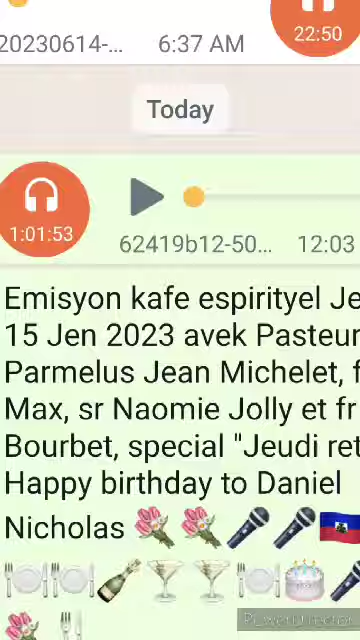 22:50
20230614-... 6:37 AM
Today
1:01:53
62419b12-50... 12:03
Emisyon kafe espirityel Je
15 Jen 2023 avek Pasteur
Parmelus Jean Michelet, f
Max, sr Naomie Jolly et fr
Bourbet, special "Jeudi ret
Happy birthday to Daniel
Nicholas 💐💐🎤🎤🇭🇹
🍽️🍽️🍾🍸🍸🍽️🎂🎤
💐🍴
PowerDirector